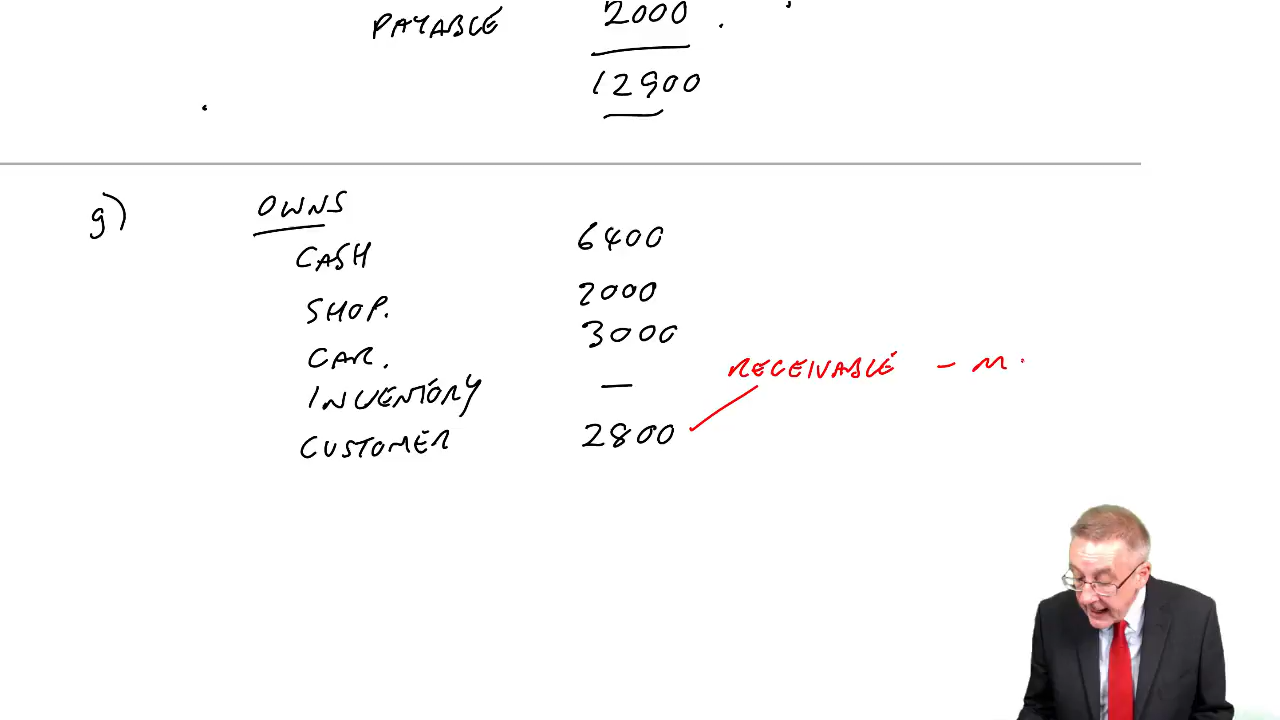 PAYABLE 2000
12900
g) OWNS
CASH 6400
SHOP. 2000
CAR. 3000
INVENTORY —
RECEIVABLE - M
CUSTOMER 2800